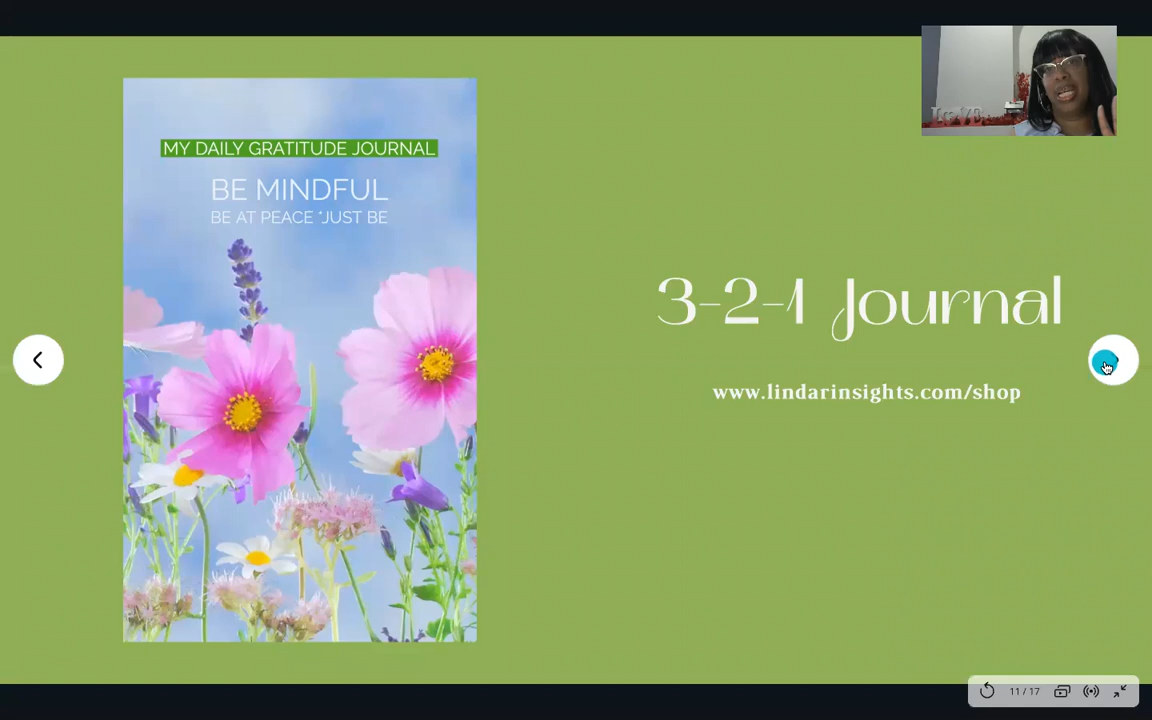 MY DAILY GRATITUDE JOURNAL
BE MINDFUL
BE AT PEACE *JUST BE
3-2-1 Journal
www.lindarinsights.com/shop
LOVE
11 / 17